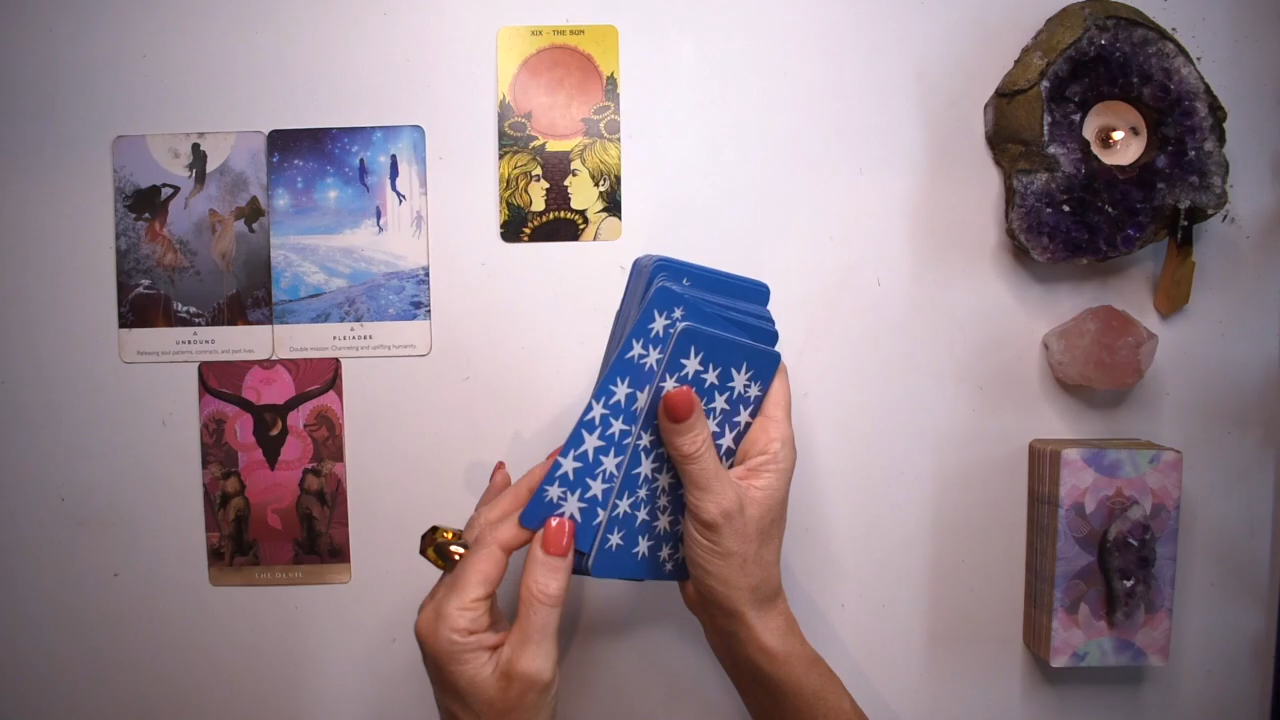 XIX - THE SUN
UNBOUND
Releasing soul patterns, contracts, and past lives.
PLEIADES
Double mission: Channeling and uplifting humanity.
THE DEVIL